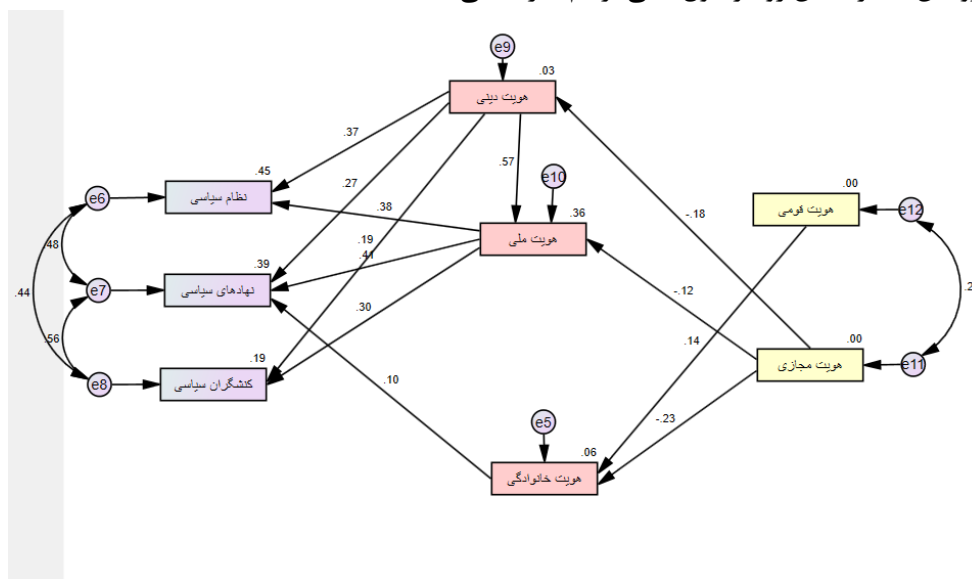 e9
.03
هویت دینی
.37
.45
.57
.27
e10
.00
e6
نظام سیاسی
.38
.36
-.18
هویت قومی
e12
.48
.19
هویت ملی
.39
.41
.44
e7
نهادهای سیاسی
.30
-.12
.56
.14
.00
.19
e11
e8
کنشگران سیاسی
هویت مجازی
.10
-.23
e5
.06
هویت خانوادگی